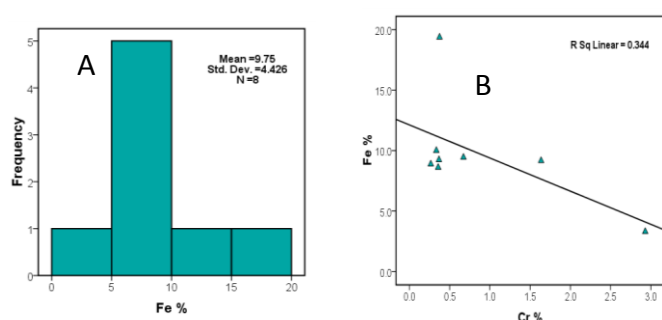 A
Mean =9.75
Std. Dev. =4.426
N =8
Frequency
5
4
3
2
1
0
0 5 10 15 20
Fe %
B
R Sq Linear = 0.344
Fe %
20.0
15.0
10.0
5.0
0.0
0.0 0.5 1.0 1.5 2.0 2.5 3.0
Cr %